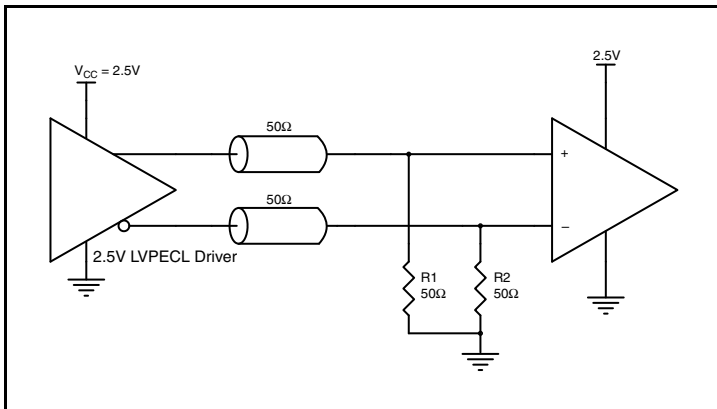 V_CC = 2.5V
2.5V
50Ω
+
50Ω
−
2.5V LVPECL Driver
R1
50Ω
R2
50Ω